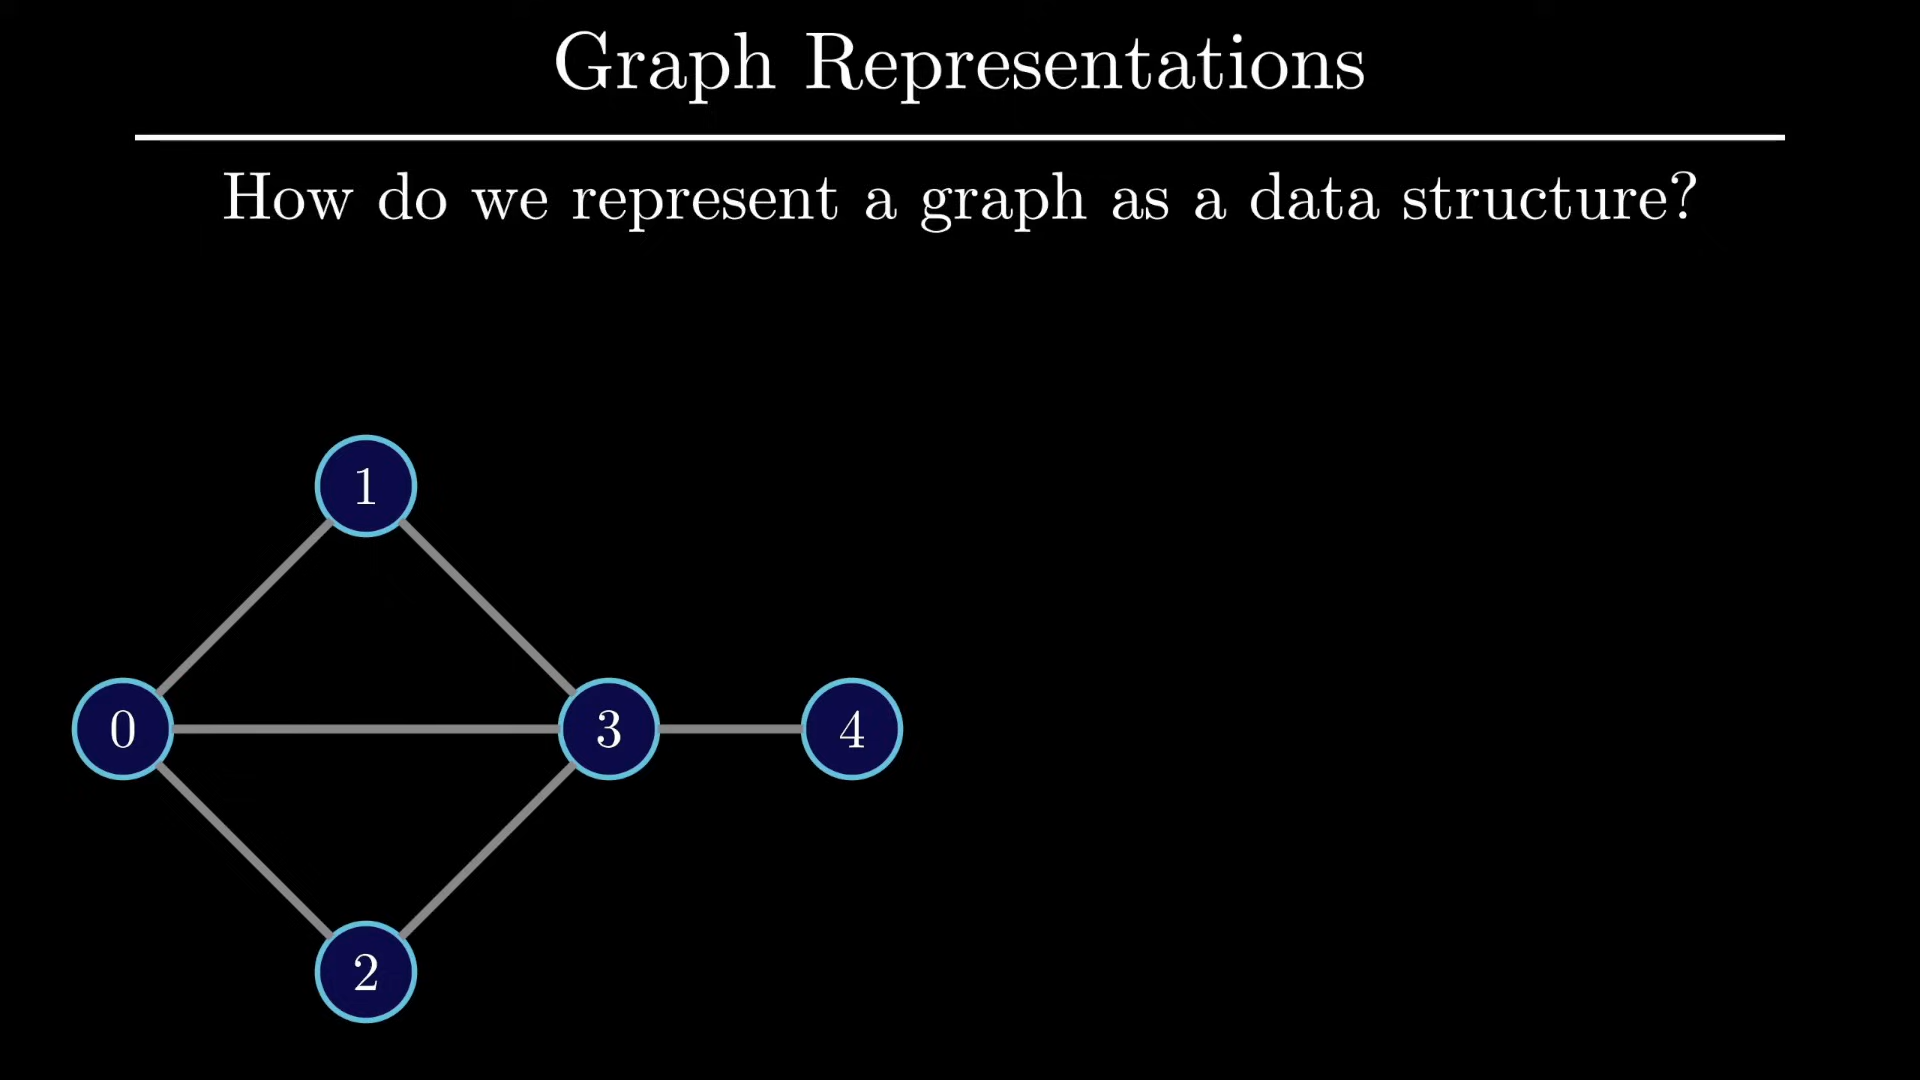 Graph Representations
How do we represent a graph as a data structure?
1
0
3
4
2